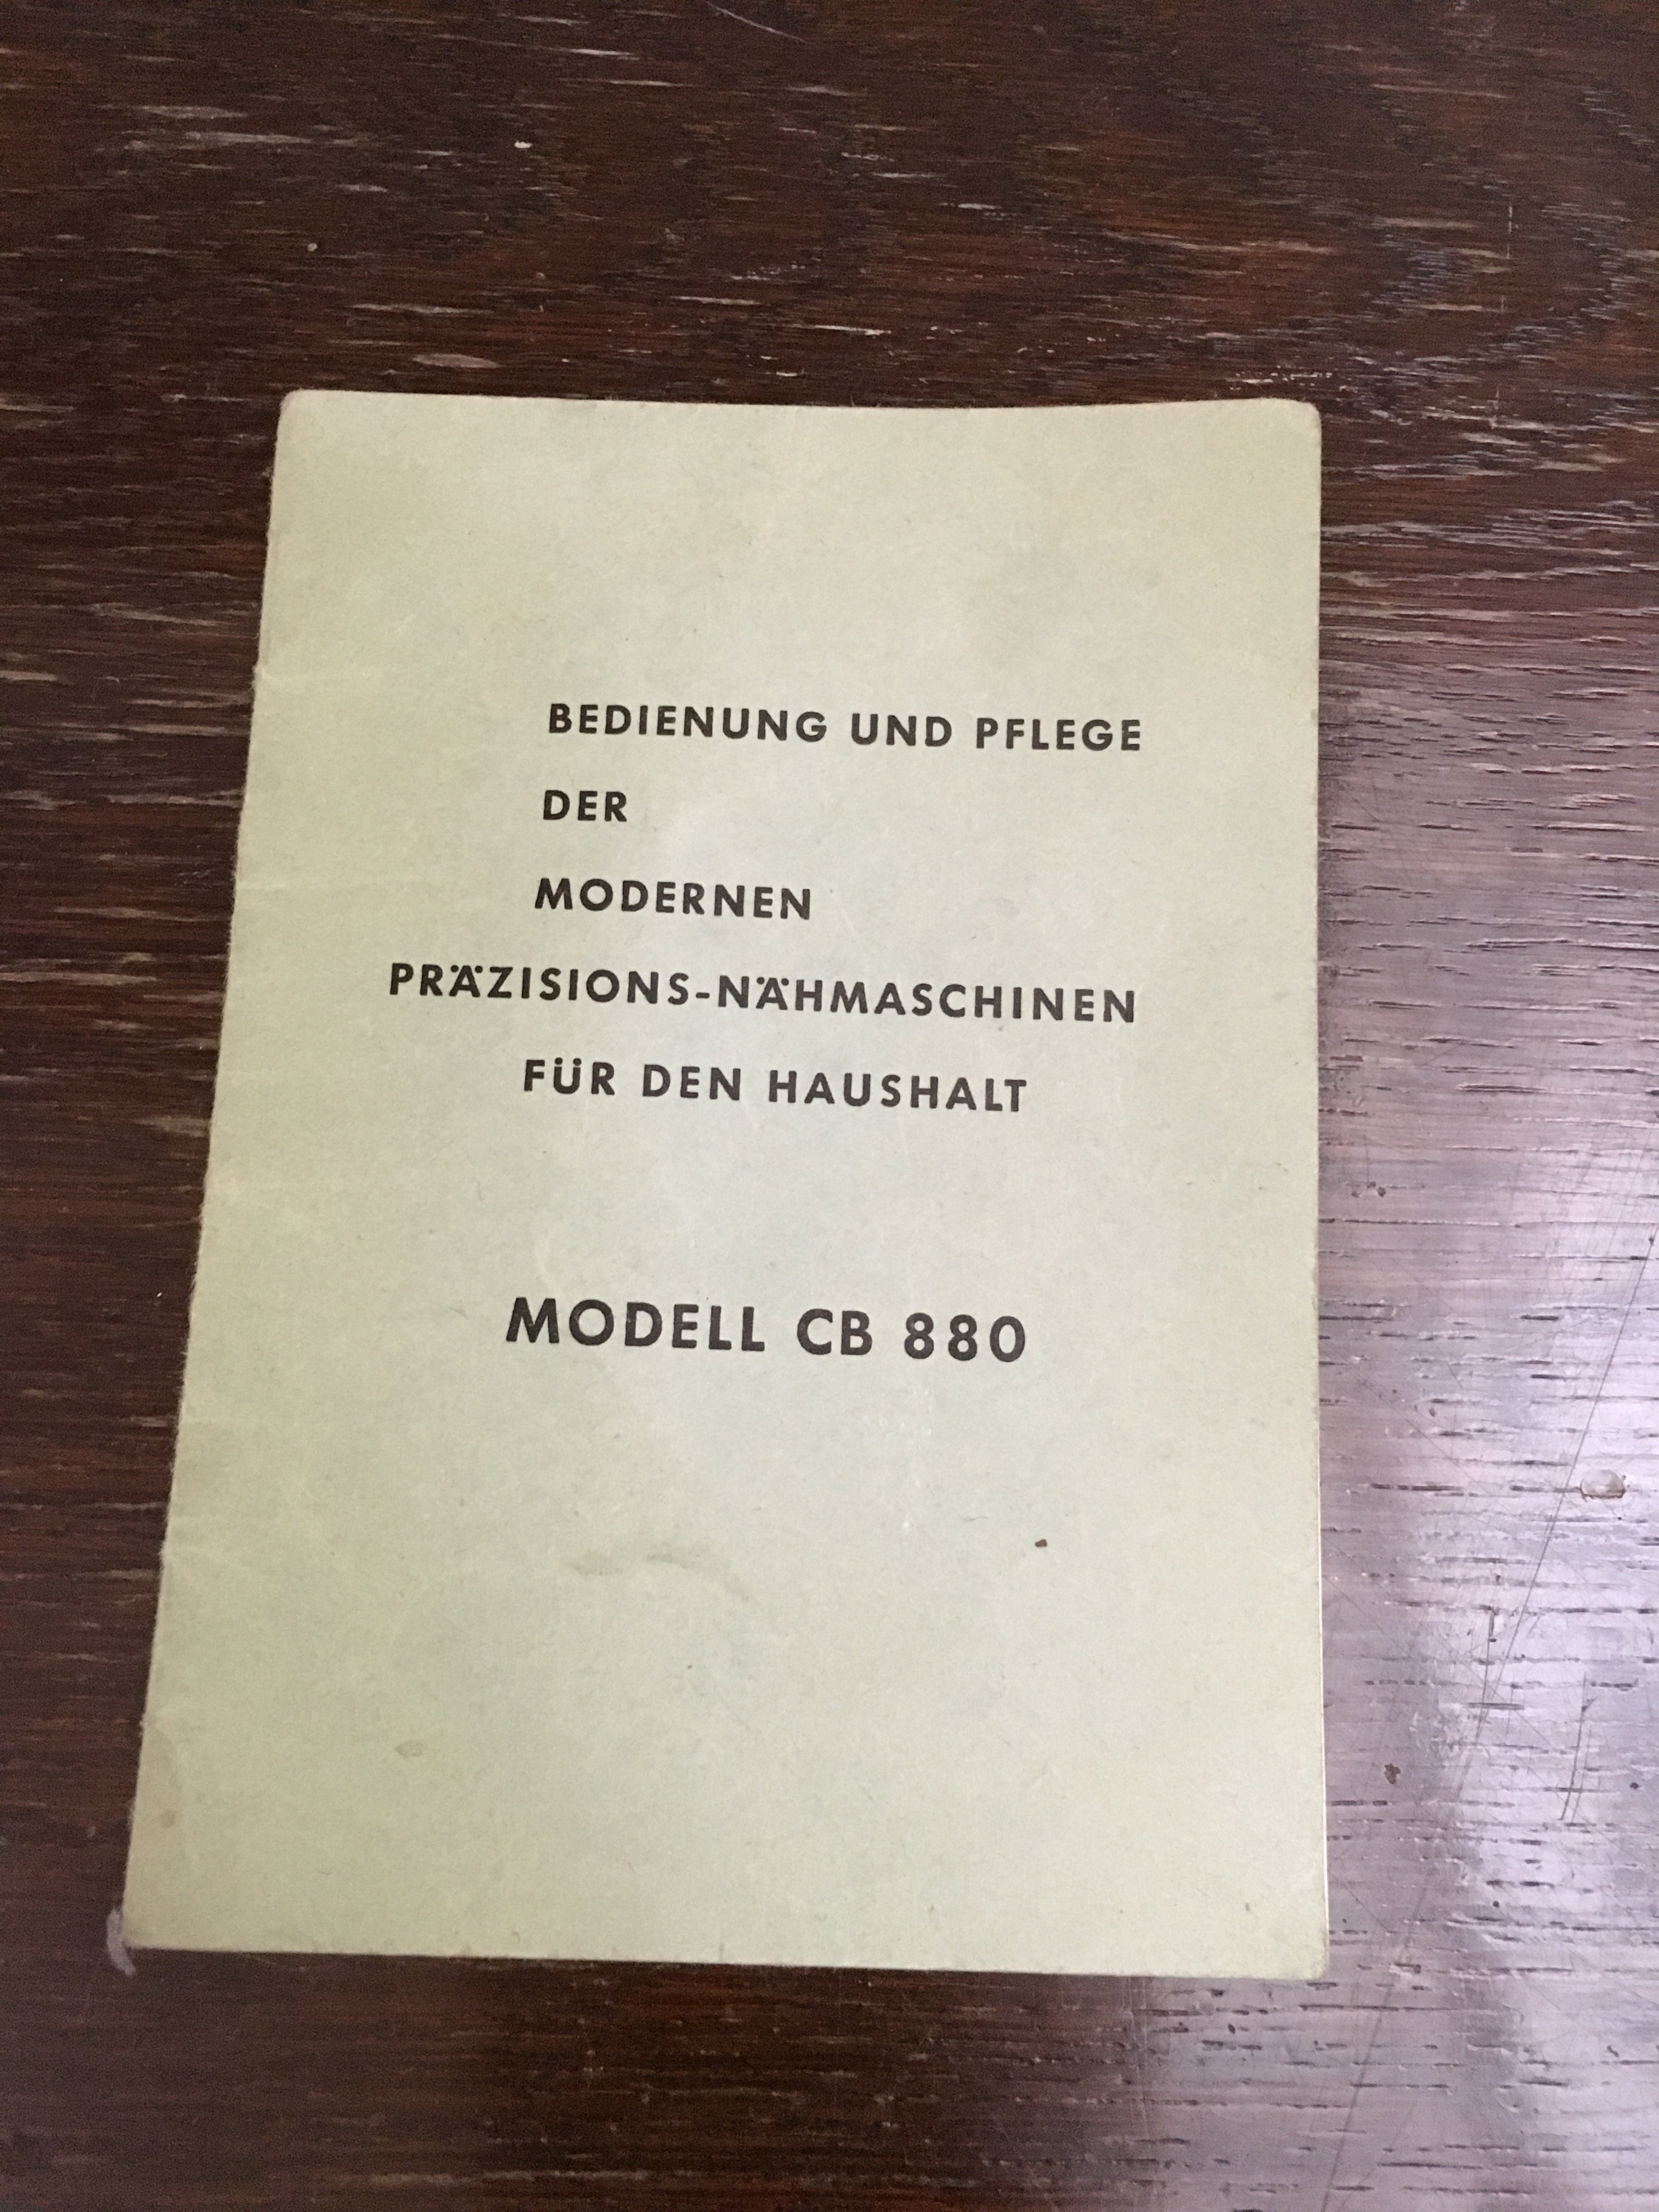 BEDIENUNG UND PFLEGE
DER
MODERNEN
PRÄZISIONS-NÄHMASCHINEN
FÜR DEN HAUSHALT
MODELL CB 880